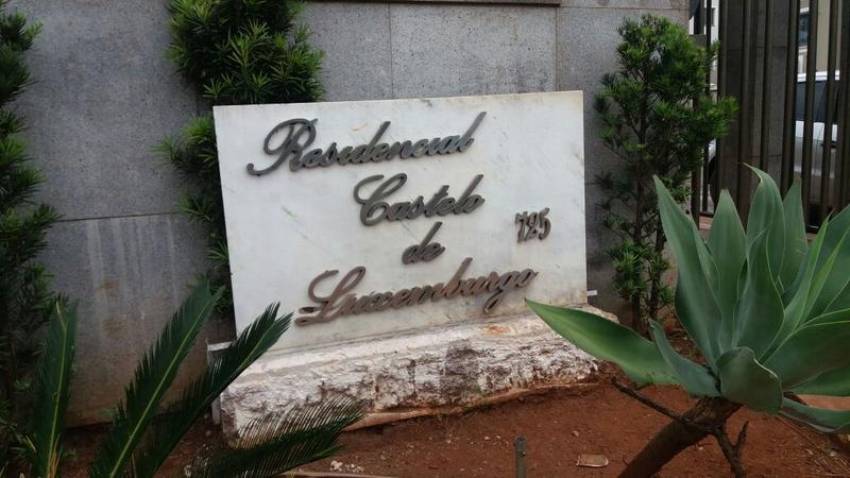 Residencial
Castelo
de
725
Luxemburgo